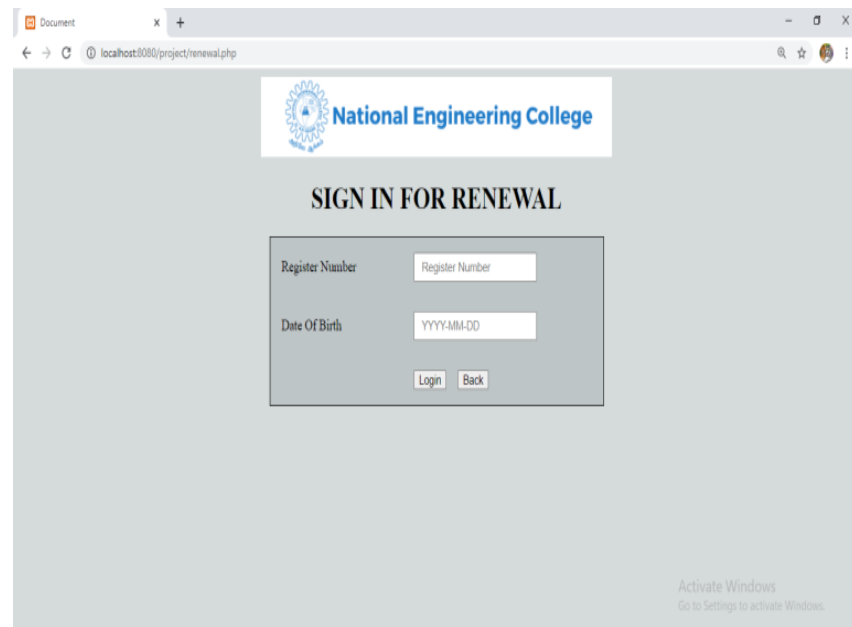 Document
localhost:8080/project/renewal.php
National Engineering College
SIGN IN FOR RENEWAL
Register Number
Register Number
Date Of Birth
YYYY-MM-DD
Login Back
Activate Windows
Go to Settings to activate Windows.